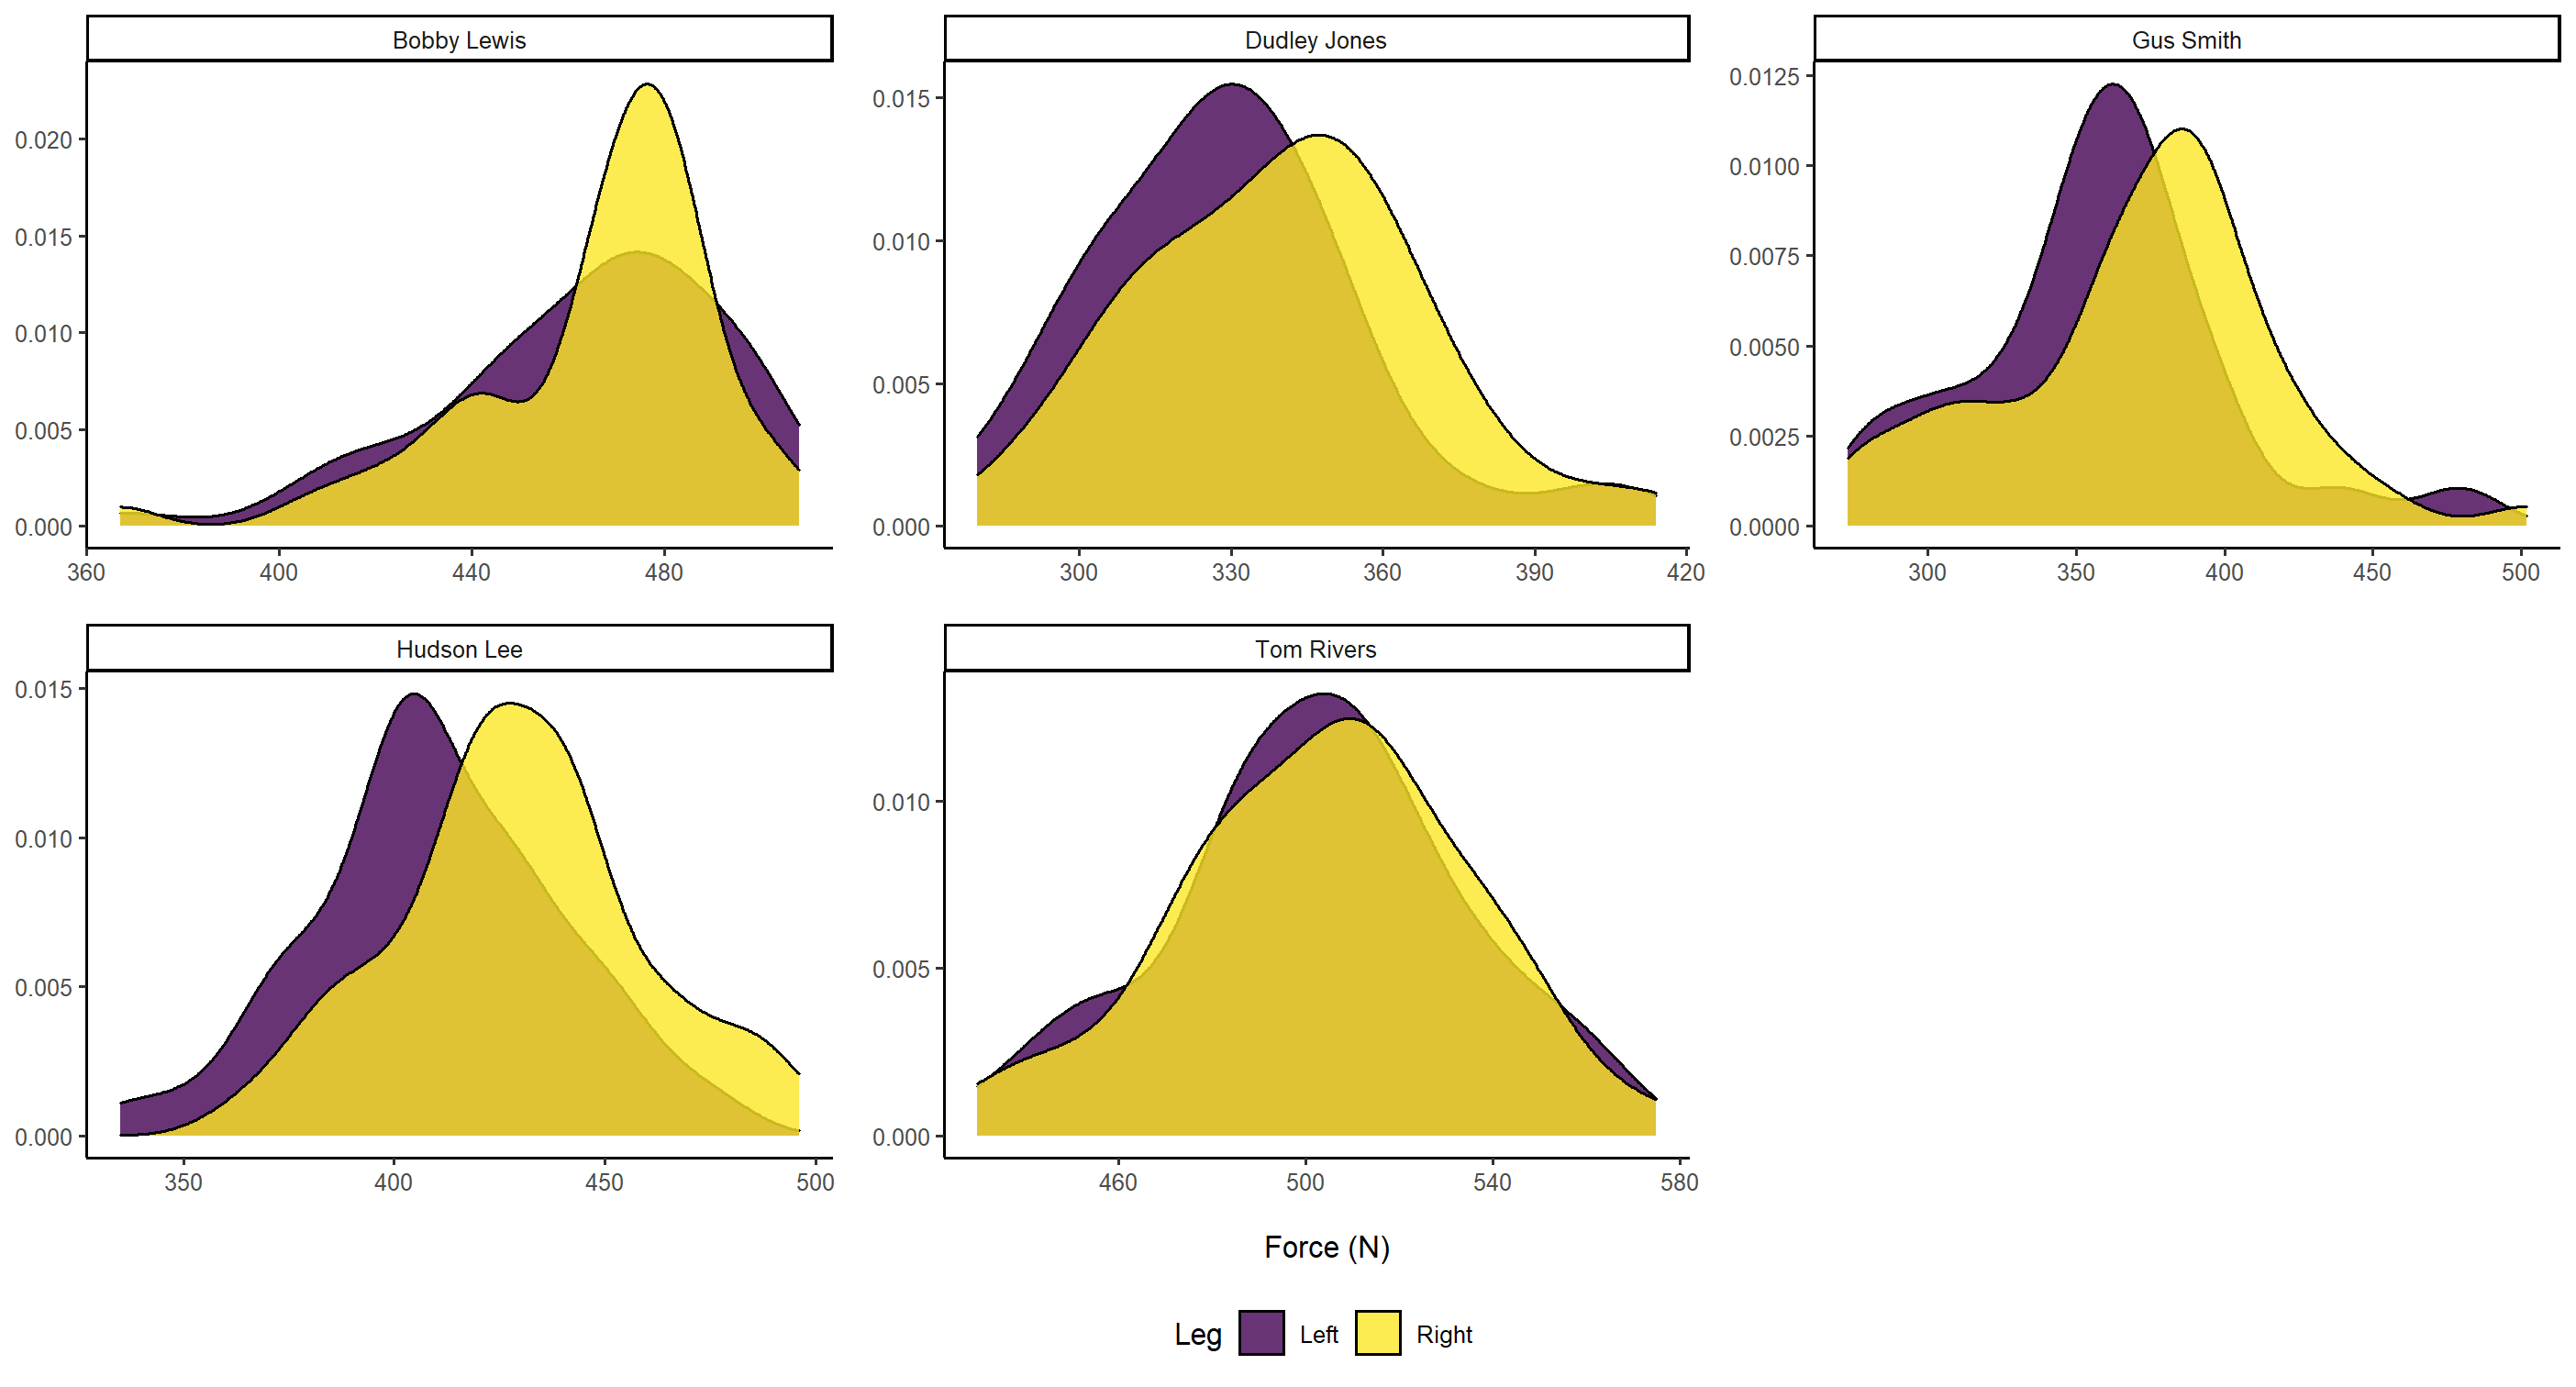 Bobby Lewis
0.020
0.015
0.010
0.005
0.000
360 400 440 480
Dudley Jones
0.015
0.010
0.005
0.000
300 330 360 390 420
Gus Smith
0.0125
0.0100
0.0075
0.0050
0.0025
0.0000
300 350 400 450 500
Hudson Lee
0.015
0.010
0.005
0.000
350 400 450 500
Tom Rivers
0.010
0.005
0.000
460 500 540 580
Force (N)
Leg Left Right